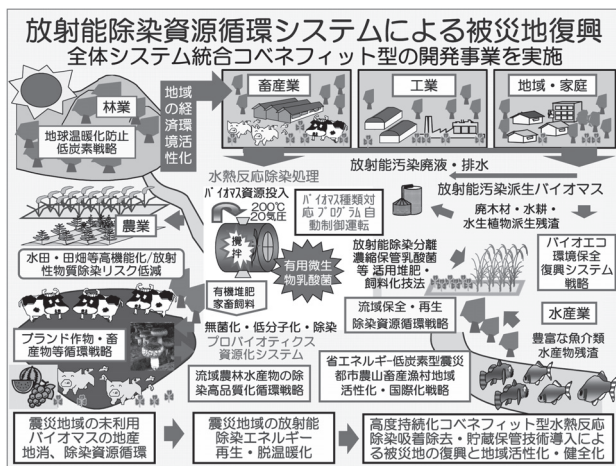 放射能除染資源循環システムによる被災地復興
全体システム統合コベネフィット型の開発事業を実施
林業
地球温暖化防止
低炭素戦略
地域の経済環境活性化
畜産業
工業
地域・家庭
水熱反応除染処理
バイオマス資源投入
200℃
20気圧
攪拌
バイオマス種類対
応プログラム自
動制御運転
有用微生
物乳酸菌
有機堆肥
家畜飼料
無菌化・低分子化・除染
プロバイオティクス
資源化システム
流域農林水産物の除
染高品質化循環戦略
農業
水田・田畑等高機能化/放射
性物質除染リスク低減
ブランド作物・畜
産物等循環戦略
放射能汚染廃液・排水
放射能汚染派生バイオマス
廃木材・水耕・
水生植物派生残渣
放射能除染分離
濃縮保管乳酸菌
等 適用堆肥・
飼料化技法
バイオエコ
環境保全
復興システム
戦略
流域保全・再生
除染資源循環戦略
水産業
豊富な魚介類
水産物残渣
省エネルギー低炭素型震災
都市農山畜産漁村地域
活性化・国際化戦略
震災地域の未利用
バイオマスの地産
地消、除染資源循環
震災地域の放射能
除染エネルギー
再生・脱温暖化
高度持続化コベネフィット型水熱反応
除染吸着除去・貯蔵保管技術導入によ
る被災地の復興と地域活性化・健全化